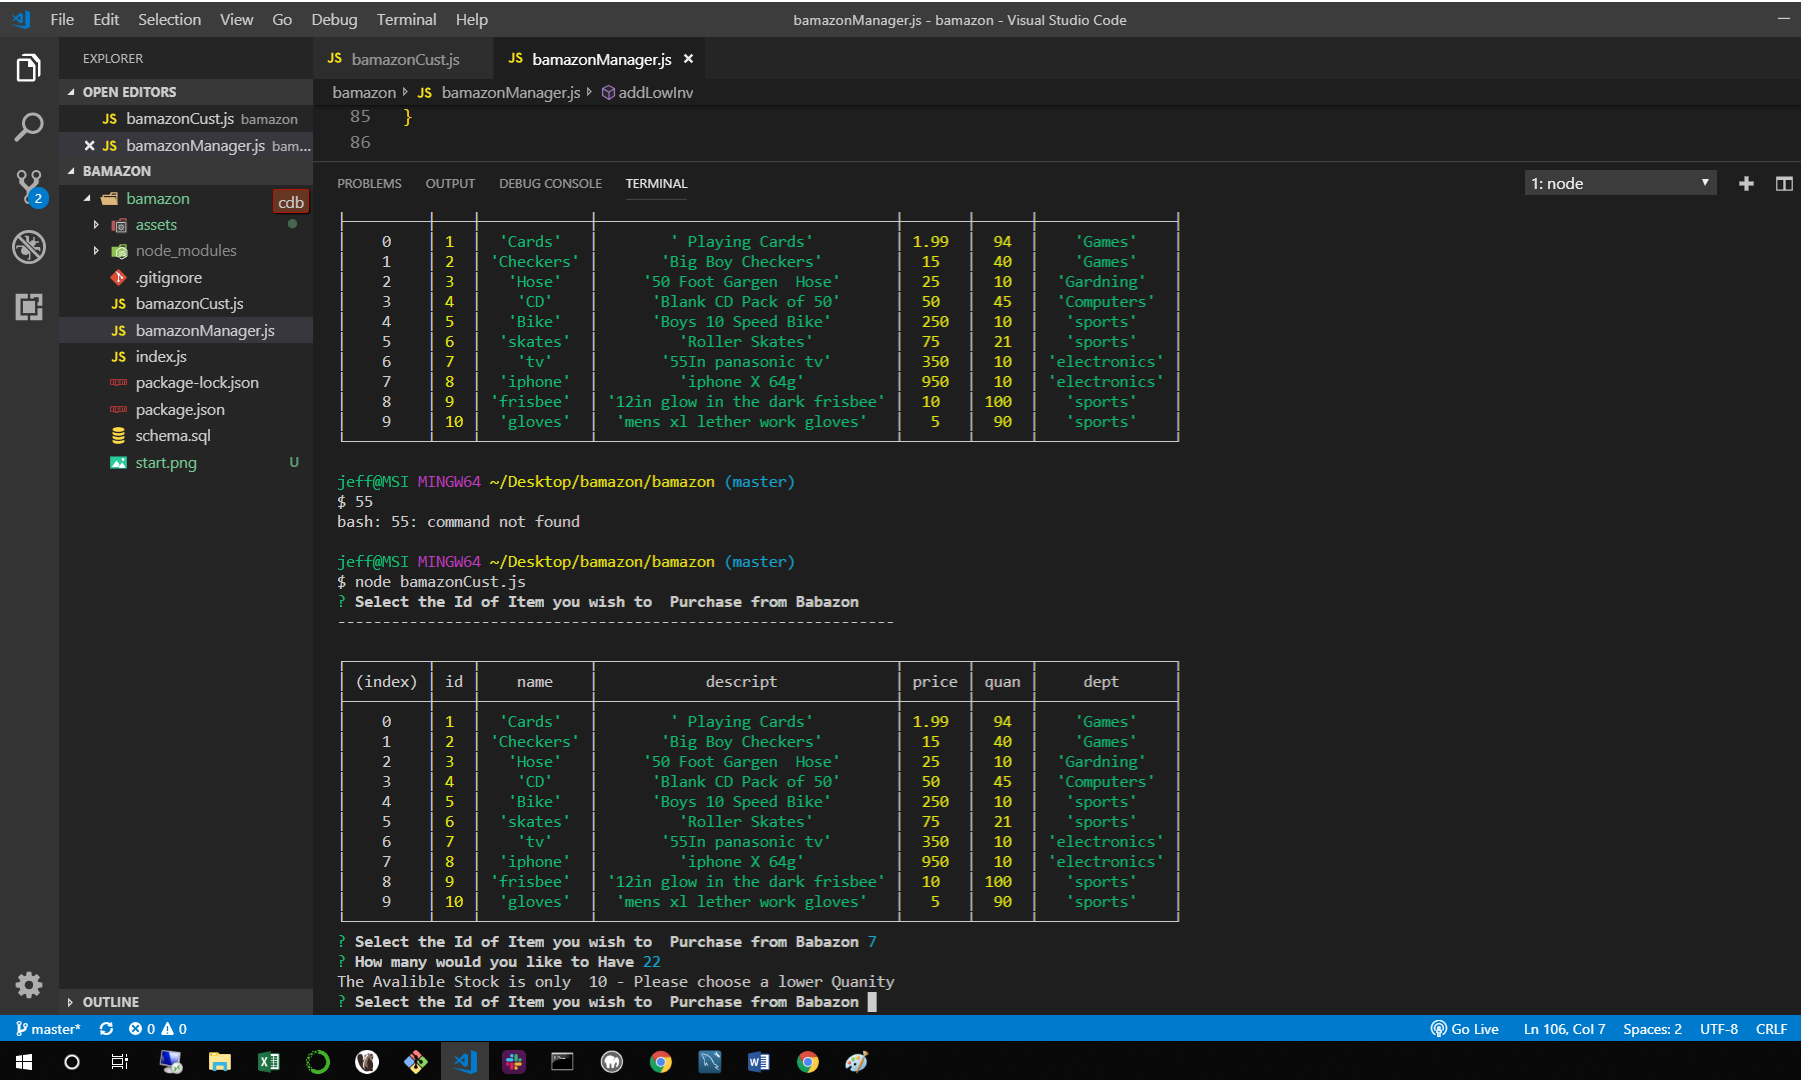 File Edit Selection View Go Debug Terminal Help bamazonManager.js - bamazon - Visual Studio Code
EXPLORER
OPEN EDITORS
JS bamazonCust.js bamazon
JS bamazonManager.js bam...
BAMAZON
bamazon cdb
assets
node_modules
.gitignore
JS bamazonCust.js
JS bamazonManager.js
JS index.js
package-lock.json
package.json
schema.sql
start.png U
OUTLINE
2
JS bamazonCust.js JS bamazonManager.js
bamazon JS bamazonManager.js addLowInv
85 }
86
PROBLEMS OUTPUT DEBUG CONSOLE TERMINAL 1: node
0 1 'Cards' ' Playing Cards' 1.99 94 'Games'
1 2 'Checkers' 'Big Boy Checkers' 15 40 'Games'
2 3 'Hose' '50 Foot Gargen  Hose' 25 10 'Gardning'
3 4 'CD' 'Blank CD Pack of 50' 50 45 'Computers'
4 5 'Bike' 'Boys 10 Speed Bike' 250 10 'sports'
5 6 'skates' 'Roller Skates' 75 21 'sports'
6 7 'tv' '55In panasonic tv' 350 10 'electronics'
7 8 'iphone' 'iphone X 64g' 950 10 'electronics'
8 9 'frisbee' '12in glow in the dark frisbee' 10 100 'sports'
9 10 'gloves' 'mens xl lether work gloves' 5 90 'sports'
jeff@MSI MINGW64 ~/Desktop/bamazon/bamazon (master)
$ 55
bash: 55: command not found
jeff@MSI MINGW64 ~/Desktop/bamazon/bamazon (master)
$ node bamazonCust.js
? Select the Id of Item you wish to  Purchase from Babazon
--------------------------------------------------------------
(index) id name descript price quan dept
0 1 'Cards' ' Playing Cards' 1.99 94 'Games'
1 2 'Checkers' 'Big Boy Checkers' 15 40 'Games'
2 3 'Hose' '50 Foot Gargen  Hose' 25 10 'Gardning'
3 4 'CD' 'Blank CD Pack of 50' 50 45 'Computers'
4 5 'Bike' 'Boys 10 Speed Bike' 250 10 'sports'
5 6 'skates' 'Roller Skates' 75 21 'sports'
6 7 'tv' '55In panasonic tv' 350 10 'electronics'
7 8 'iphone' 'iphone X 64g' 950 10 'electronics'
8 9 'frisbee' '12in glow in the dark frisbee' 10 100 'sports'
9 10 'gloves' 'mens xl lether work gloves' 5 90 'sports'
? Select the Id of Item you wish to  Purchase from Babazon 7
? How many would you like to Have 22
The Avalible Stock is only  10 - Please choose a lower Quanity
? Select the Id of Item you wish to  Purchase from Babazon
master* 0 0 Go Live Ln 106, Col 7 Spaces: 2 UTF-8 CRLF